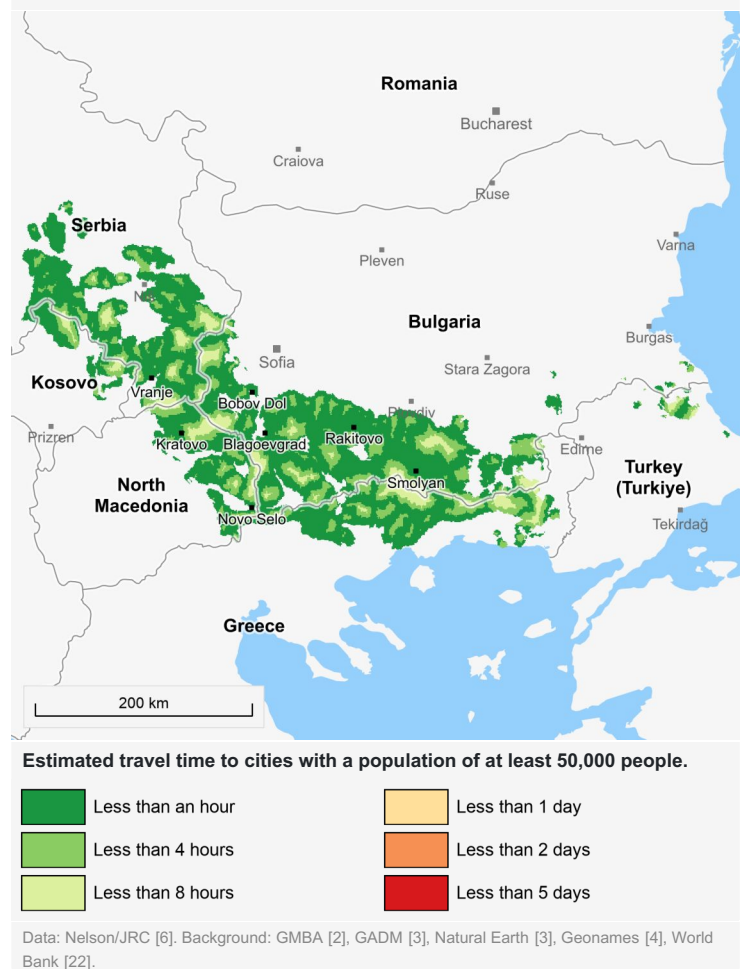 Romania
Bucharest
Craiova
Ruse
Serbia
Varna
Pleven
Bulgaria
Burgas
Sofia
Stara Zagora
Kosovo
Vranje
Bobov Dol
Prizren
Kratovo
Blagoevgrad
Rakitovo
Edirne
Smolyan
North
Macedonia
Turkey
(Turkiye)
Novo Selo
Tekirdağ
Greece
200 km
Estimated travel time to cities with a population of at least 50,000 people.
Less than an hour
Less than 1 day
Less than 4 hours
Less than 2 days
Less than 8 hours
Less than 5 days
Data: Nelson/JRC [6]. Background: GMBA [2], GADM [3], Natural Earth [3], Geonames [4], World
Bank [22].